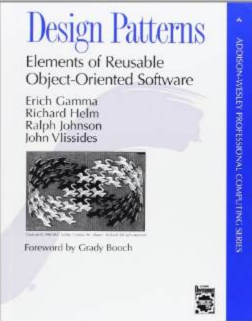 Design Patterns
Elements of Reusable
Object-Oriented Software
Erich Gamma
Richard Helm
Ralph Johnson
John Vlissides
Foreword by Grady Booch
ADDISON-WESLEY PROFESSIONAL COMPUTING SERIES